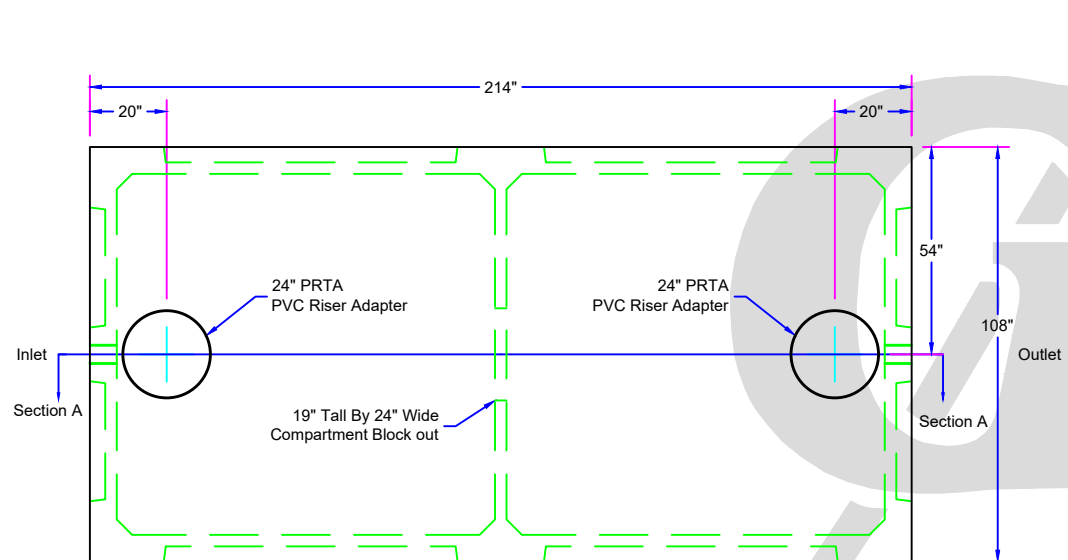 214"
20"
20"
54"
24" PRTA
PVC Riser Adapter
24" PRTA
PVC Riser Adapter
108"
Inlet
Outlet
Section A
19" Tall By 24" Wide
Compartment Block out
Section A